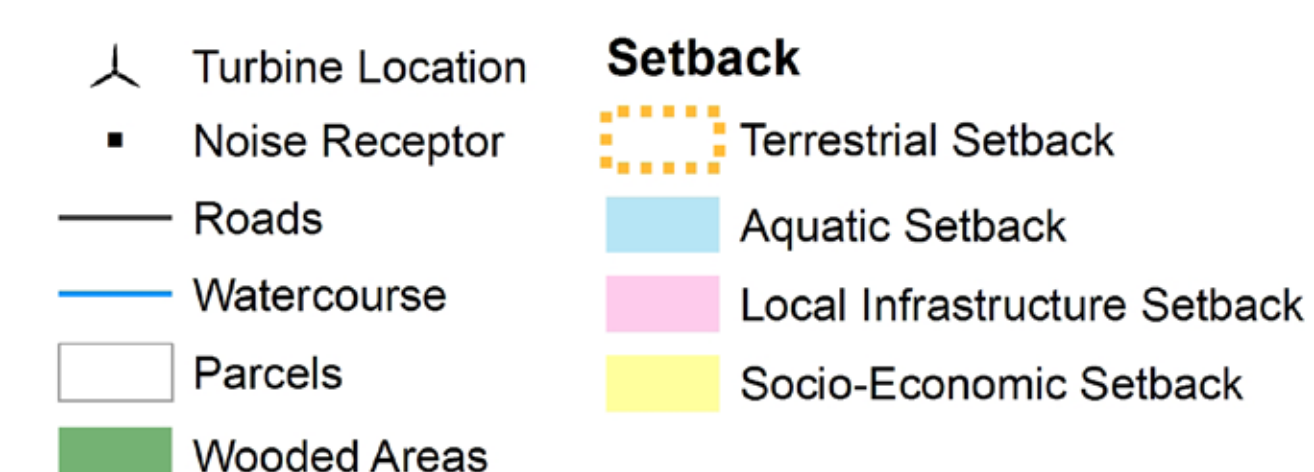 Turbine Location
Noise Receptor
Roads
Watercourse
Parcels
Wooded Areas
Setback
Terrestrial Setback
Aquatic Setback
Local Infrastructure Setback
Socio-Economic Setback